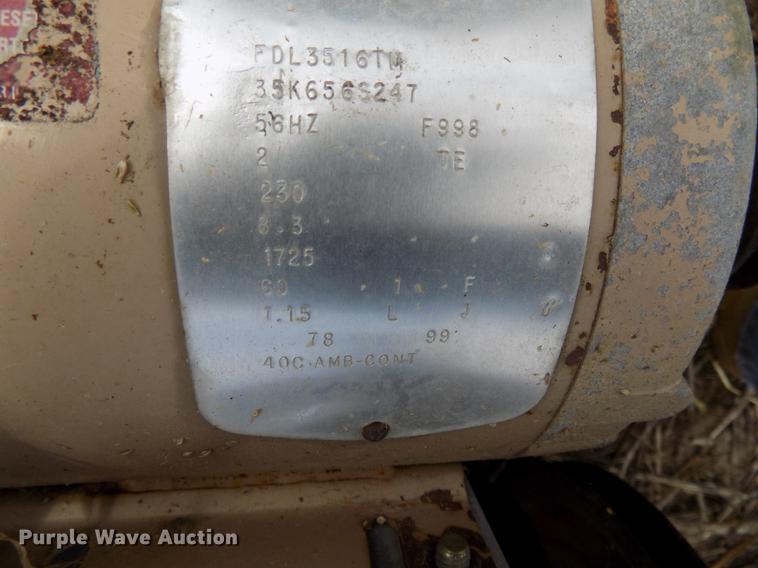 RESE
FDL3516TM
35K656S247
56HZ F998
2 TE
230
8.3
1725
60 1 F
1.15 L J
78 99
40C-AMB-CONT
Purple Wave Auction